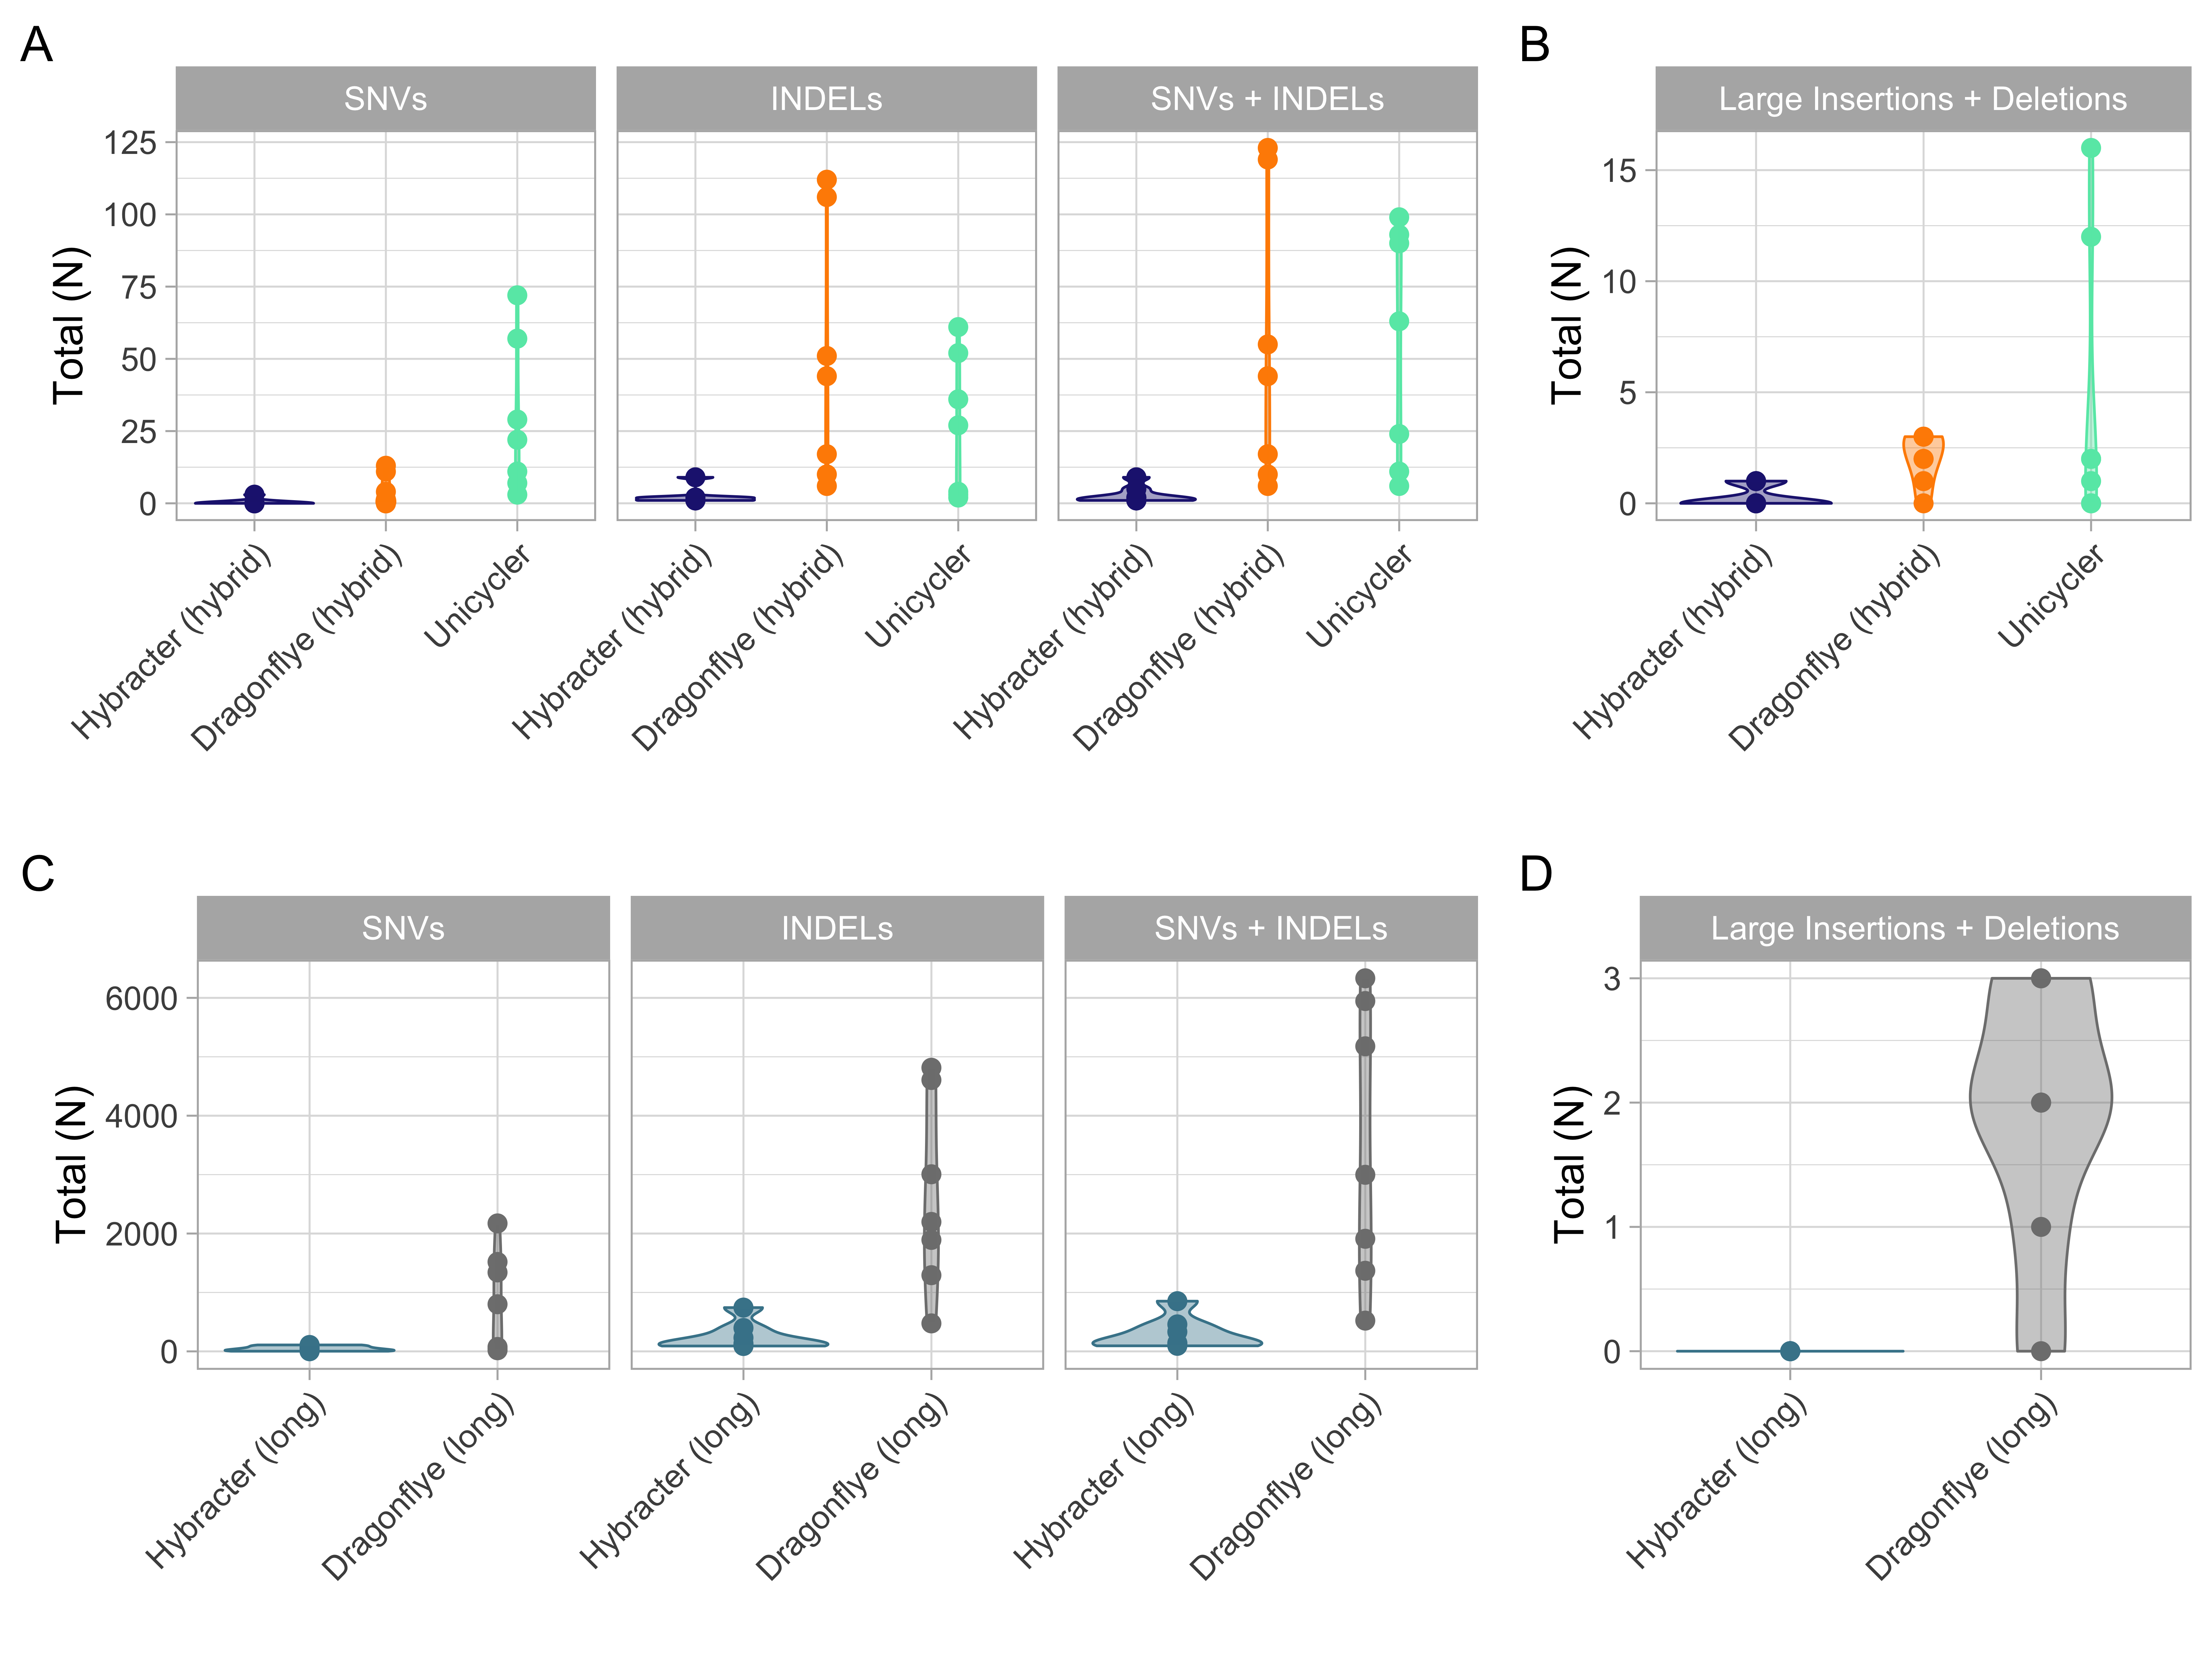 A
SNVs
INDELs
SNVs + INDELs
Total (N)
125
100
75
50
25
0
Hybracter (hybrid)
Dragonflye (hybrid)
Unicycler
Hybracter (hybrid)
Dragonflye (hybrid)
Unicycler
Hybracter (hybrid)
Dragonflye (hybrid)
Unicycler
B
Large Insertions + Deletions
Total (N)
15
10
5
0
Hybracter (hybrid)
Dragonflye (hybrid)
Unicycler
C
SNVs
INDELs
SNVs + INDELs
Total (N)
6000
4000
2000
0
Hybracter (long)
Dragonflye (long)
Hybracter (long)
Dragonflye (long)
Hybracter (long)
Dragonflye (long)
D
Large Insertions + Deletions
Total (N)
3
2
1
0
Hybracter (long)
Dragonflye (long)